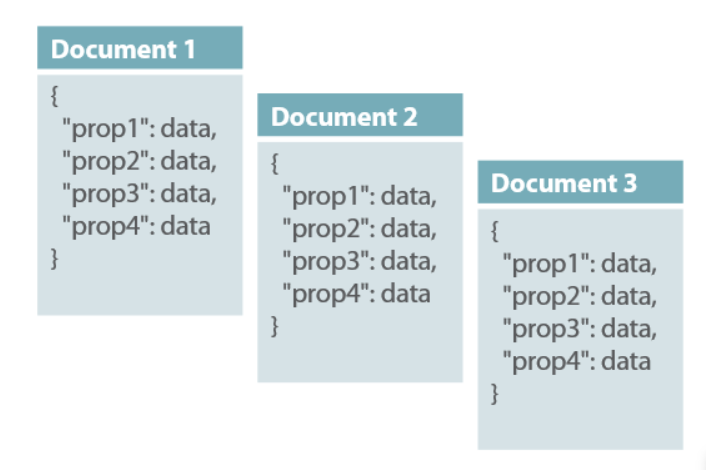 Document 1
{
"prop1": data,
"prop2": data,
"prop3": data,
"prop4": data
}
Document 2
{
"prop1": data,
"prop2": data,
"prop3": data,
"prop4": data
}
Document 3
{
"prop1": data,
"prop2": data,
"prop3": data,
"prop4": data
}